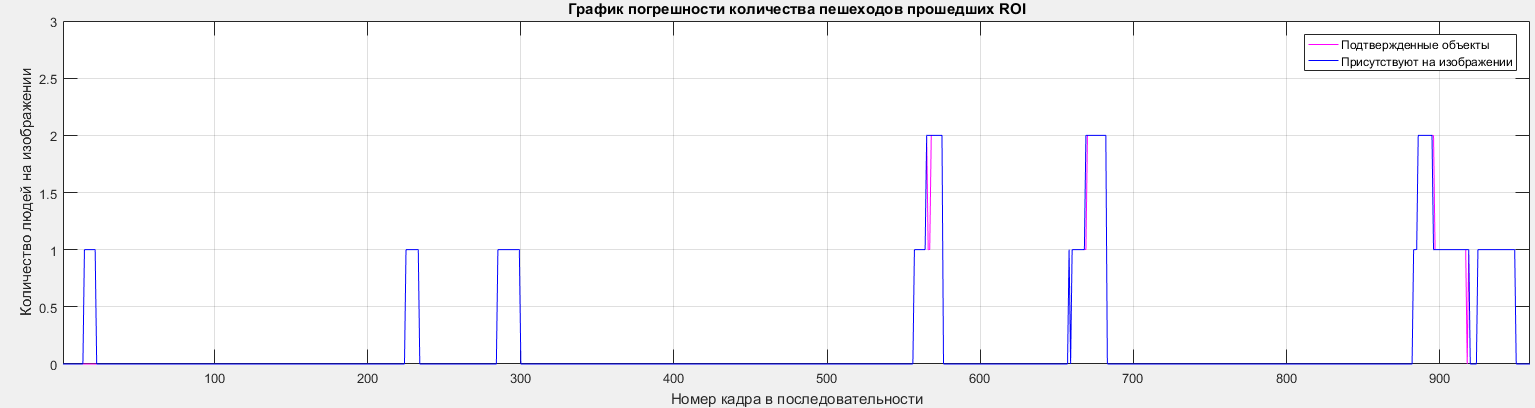 График погрешности количества пешеходов прошедших ROI
Подтвержденные объекты
Присутствуют на изображении
Количество людей на изображении
3
2.5
2
1.5
1
0.5
0
100 200 300 400 500 600 700 800 900
Номер кадра в последовательности